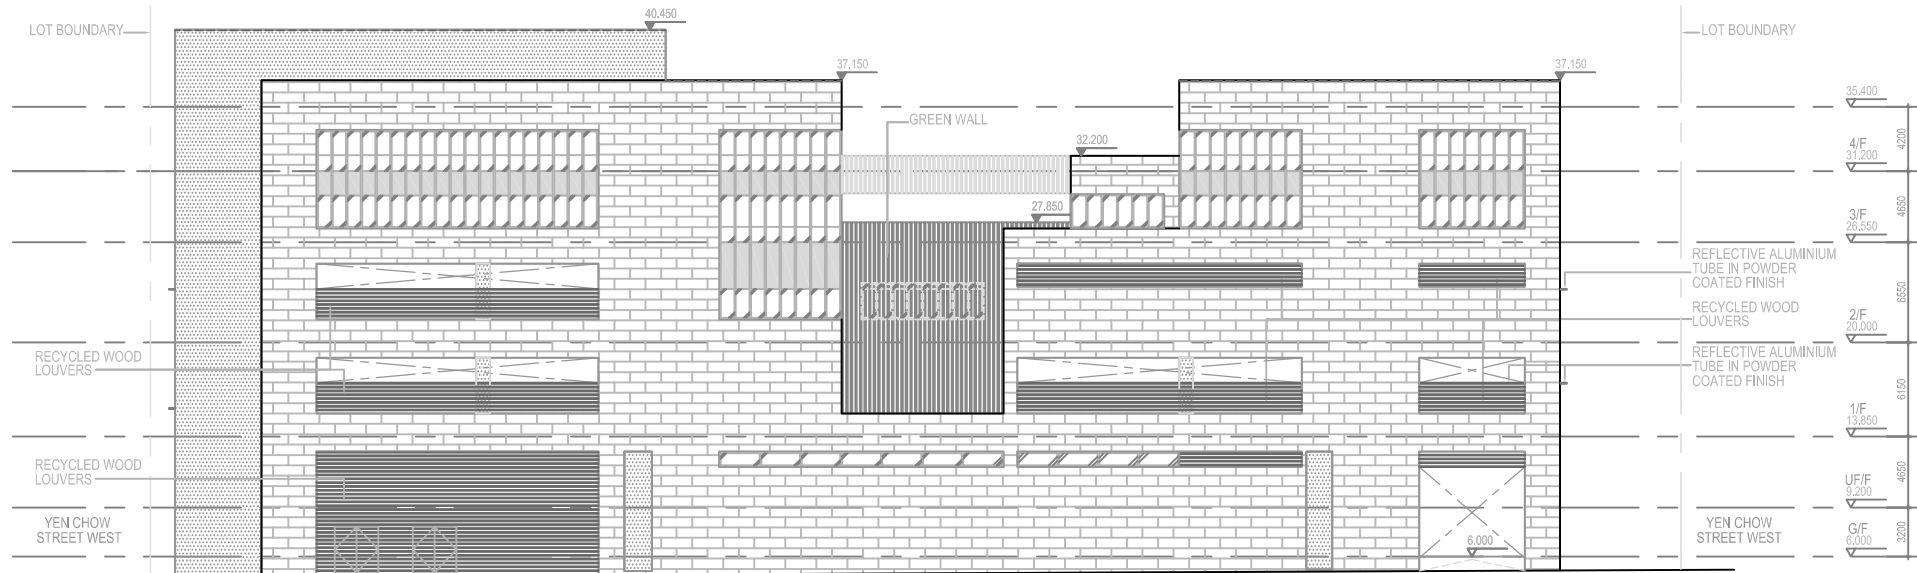 40.450
LOT BOUNDARY
LOT BOUNDARY
37.150
37.150
35.400
GREEN WALL
32.200
4/F
31.200
4200
27.850
3/F
26.550
4650
REFLECTIVE ALUMINIUM
TUBE IN POWDER
COATED FINISH
6550
RECYCLED WOOD
LOUVERS
2/F
20.000
RECYCLED WOOD
LOUVERS
REFLECTIVE ALUMINIUM
TUBE IN POWDER
COATED FINISH
6150
1/F
13.850
RECYCLED WOOD
LOUVERS
4650
UF/F
9.200
YEN CHOW
STREET WEST
YEN CHOW
STREET WEST
6.000
G/F
6.000
3200